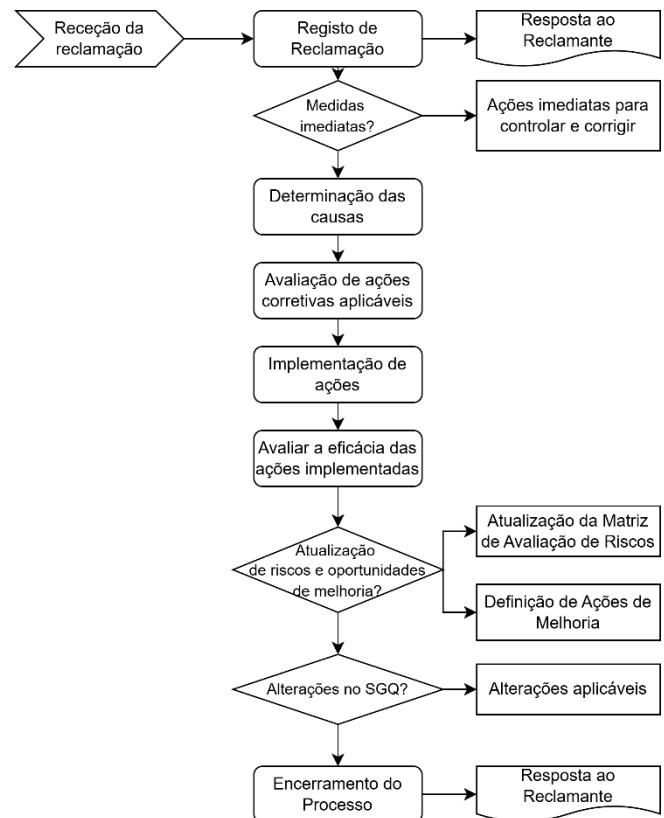 Receção da
reclamação
Registo de
Reclamação
Resposta ao
Reclamante
Medidas
imediatas?
Ações imediatas para
controlar e corrigir
Determinação das
causas
Avaliação de ações
corretivas aplicáveis
Implementação de
ações
Avaliar a eficácia das
ações implementadas
Atualização
de riscos e oportunidades
de melhoria?
Atualização da Matriz
de Avaliação de Riscos
Definição de Ações de
Melhoria
Alterações no SGQ?
Alterações aplicáveis
Encerramento do
Processo
Resposta ao
Reclamante